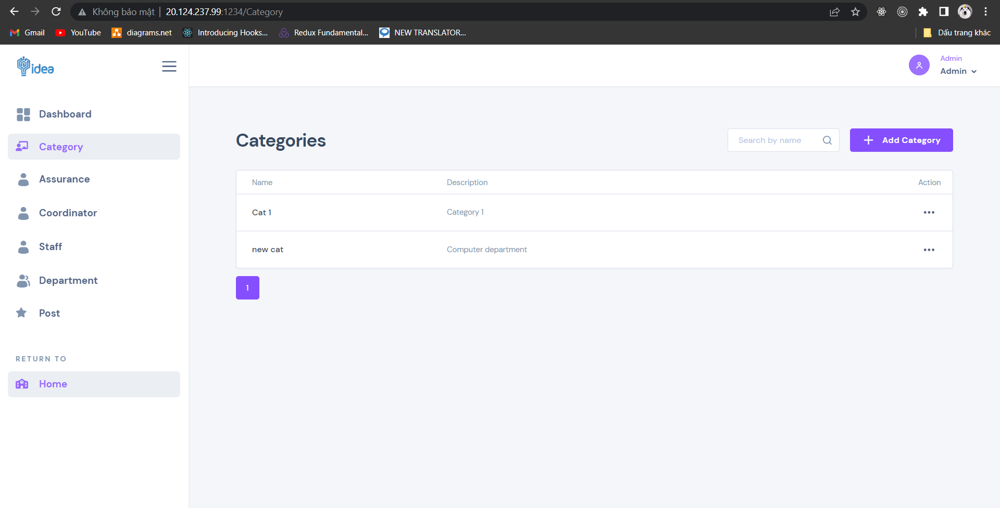 Không bảo mật | 20.124.237.99:1234/Category
Gmail YouTube diagrams.net Introducing Hooks... Redux Fundamental... NEW TRANSLATOR... Dấu trang khác
idea
Admin
Admin
Dashboard
Category
Assurance
Coordinator
Staff
Department
Post
RETURN TO
Home
Categories
Search by name
Add Category
Name Description Action
Cat 1 Category 1
new cat Computer department
1